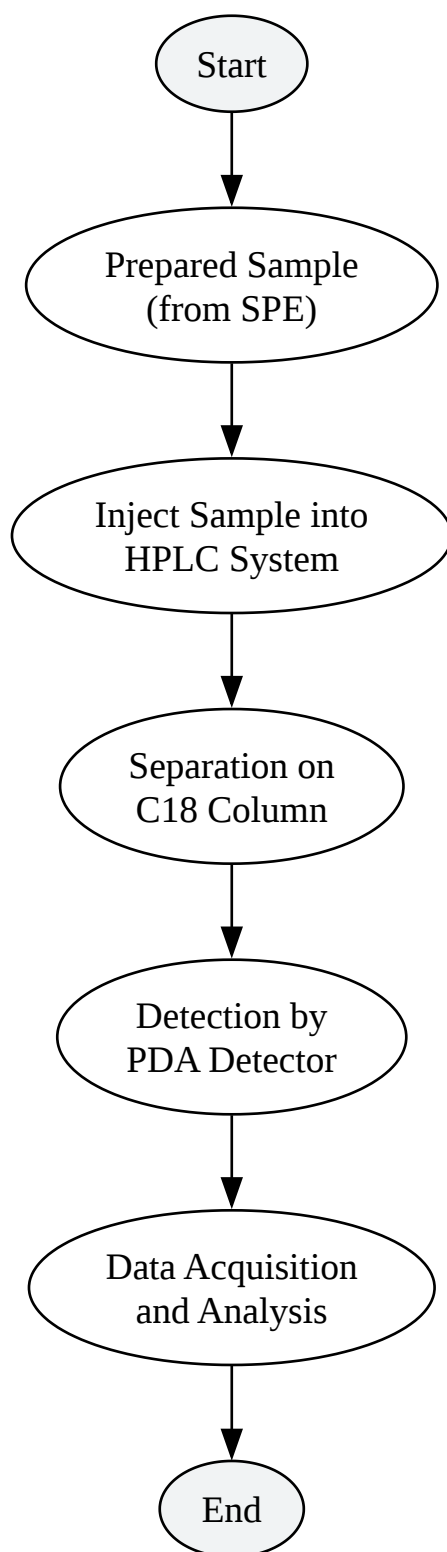 Start
Prepared Sample
(from SPE)
Inject Sample into
HPLC System
Separation on
C18 Column
Detection by
PDA Detector
Data Acquisition
and Analysis
End